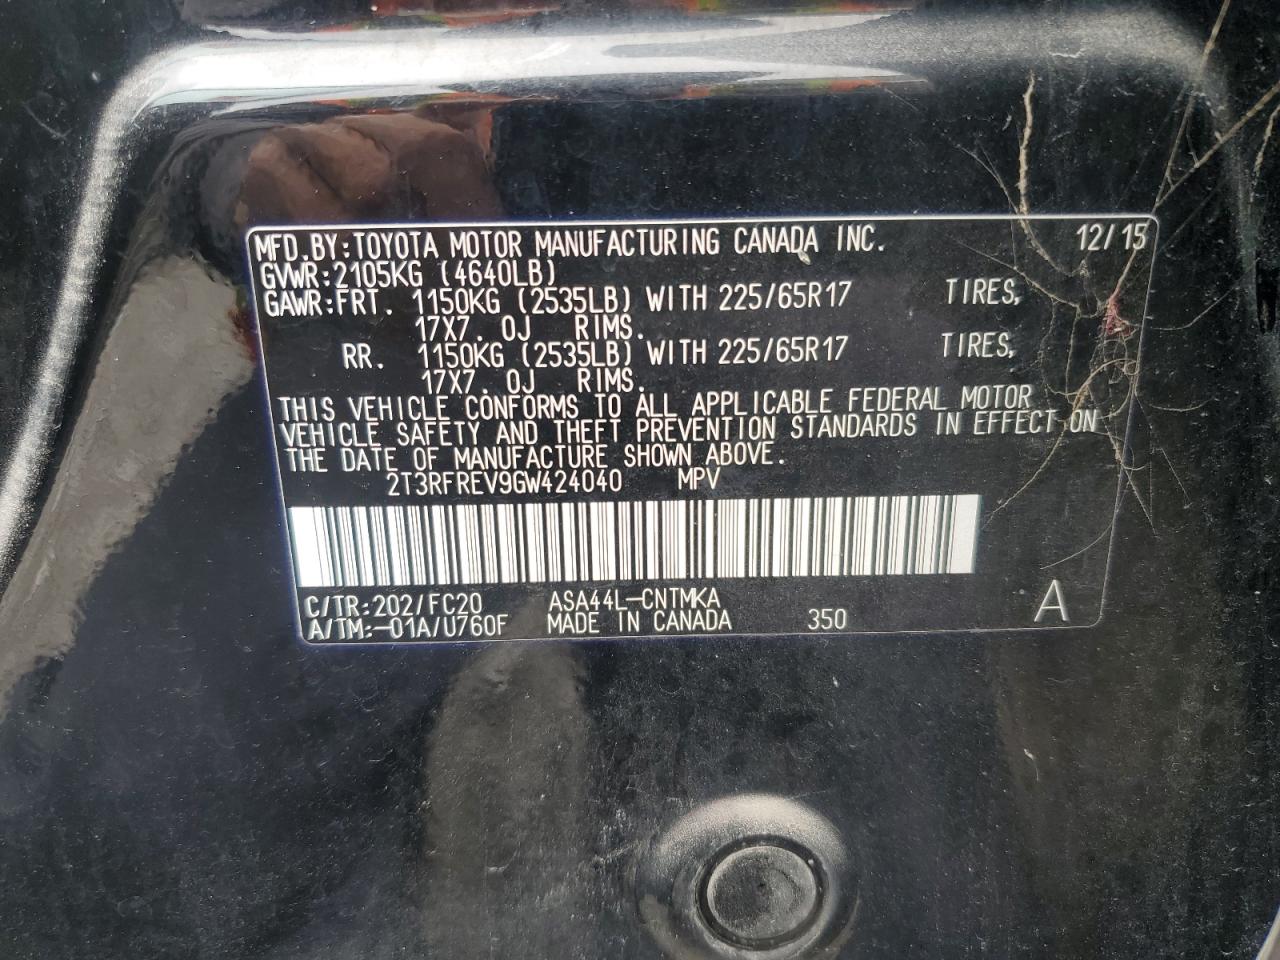 MFD.BY:TOYOTA MOTOR MANUFACTURING CANADA INC. 12/15
GVWR:2105KG (4640LB)
GAWR:FRT. 1150KG (2535LB) WITH 225/65R17 TIRES,
17X7.0J RIMS.
RR. 1150KG (2535LB) WITH 225/65R17 TIRES,
17X7.0J RIMS.
THIS VEHICLE CONFORMS TO ALL APPLICABLE FEDERAL MOTOR
VEHICLE SAFETY AND THEFT PREVENTION STANDARDS IN EFFECT ON
THE DATE OF MANUFACTURE SHOWN ABOVE.
2T3RFREV9GW424040 MPV
C/TR:202/FC20 ASA44L-CNTMKA
A/TM:-01A/U760F MADE IN CANADA 350 A